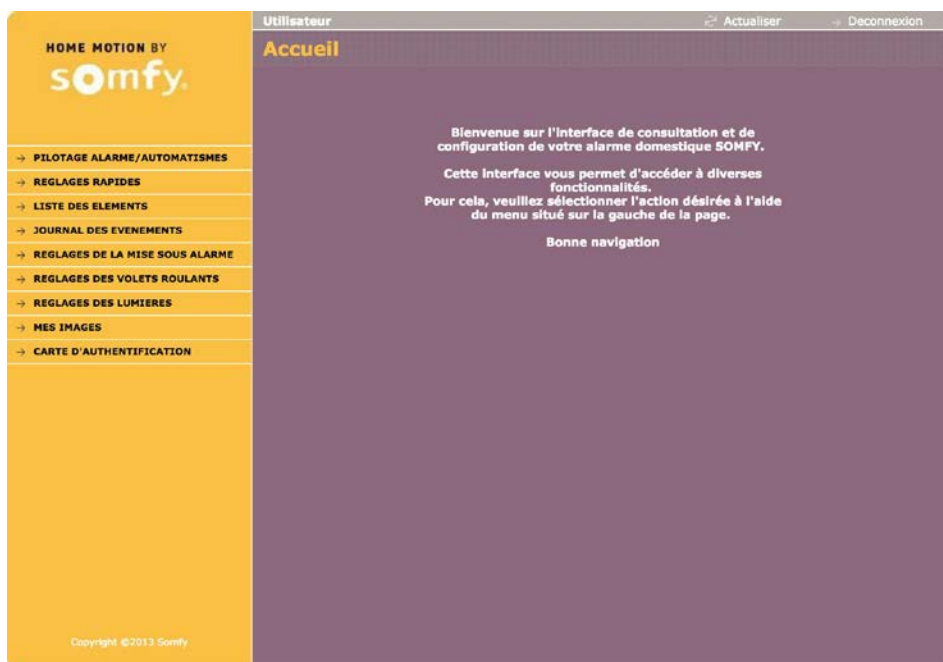 Utilisateur
Actualiser
Deconnexion
HOME MOTION BY
somfy.
Accueil
→ PILOTAGE ALARME/AUTOMATISMES
→ REGLAGES RAPIDES
→ LISTE DES ELEMENTS
→ JOURNAL DES EVENEMENTS
→ REGLAGES DE LA MISE SOUS ALARME
→ REGLAGES DES VOLETS ROULANTS
→ REGLAGES DES LUMIERES
→ MES IMAGES
→ CARTE D'AUTHENTIFICATION
Bienvenue sur l'interface de consultation et de
configuration de votre alarme domestique SOMFY.
Cette interface vous permet d'accéder à diverses
fonctionnalités.
Pour cela, veuillez sélectionner l'action désirée à l'aide
du menu situé sur la gauche de la page.
Bonne navigation
Copyright ©2013 Somfy